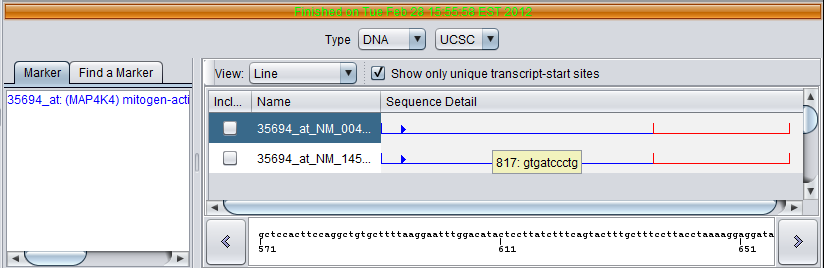 Finished on Tue Feb 28 15:55:58 EST 2012
Type DNA UCSC
Marker Find a Marker
View: Line Show only unique transcript-start sites
35694_at: (MAP4K4) mitogen-acti
Incl... Name Sequence Detail
35694_at_NM_004...
35694_at_NM_145...
817: gtgatccctg
gctccacttccaggctgtgcttttaaggaatttggacatactccttatctttcagtactttgctttccttacctaaaaggaggata
571 611 651